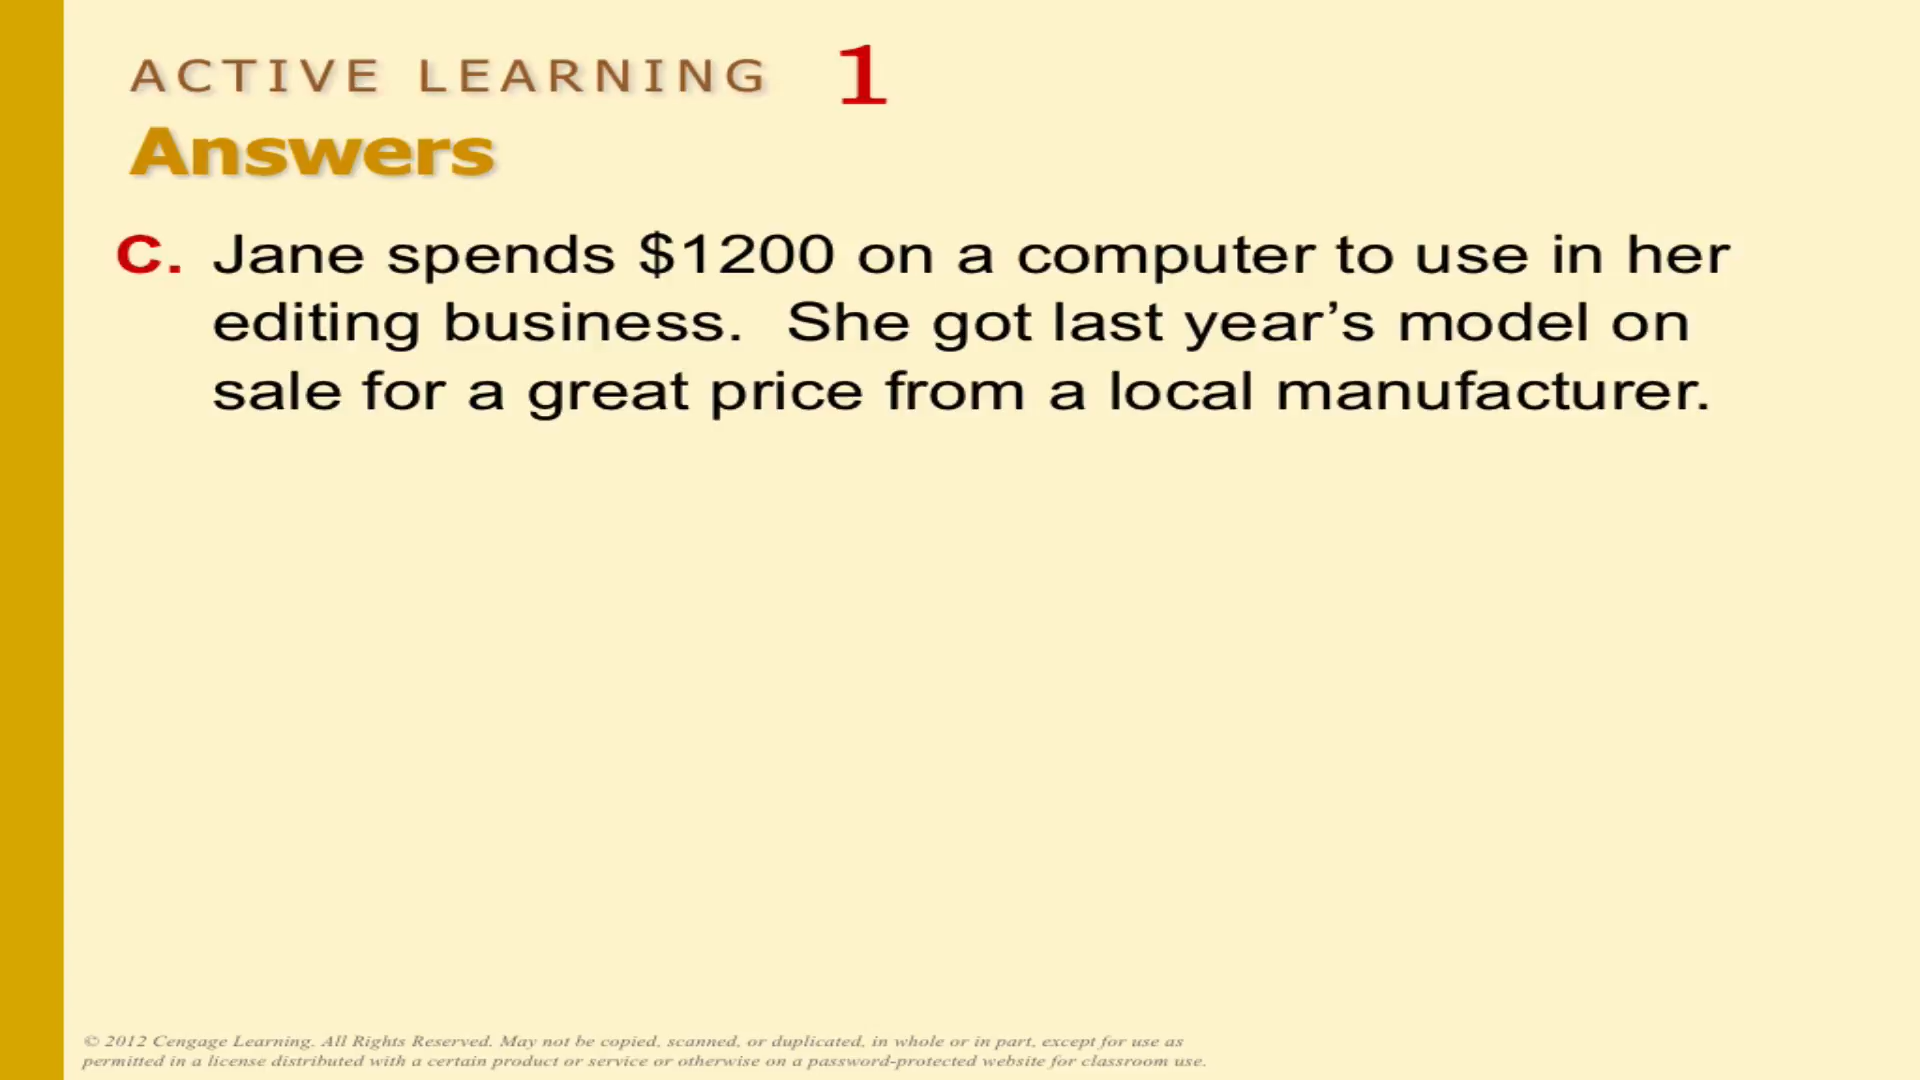 ACTIVE LEARNING 1
Answers
C. Jane spends $1200 on a computer to use in her
editing business.  She got last year’s model on
sale for a great price from a local manufacturer.
© 2012 Cengage Learning. All Rights Reserved. May not be copied, scanned, or duplicated, in whole or in part, except for use as
permitted in a license distributed with a certain product or service or otherwise on a password-protected website for classroom use.